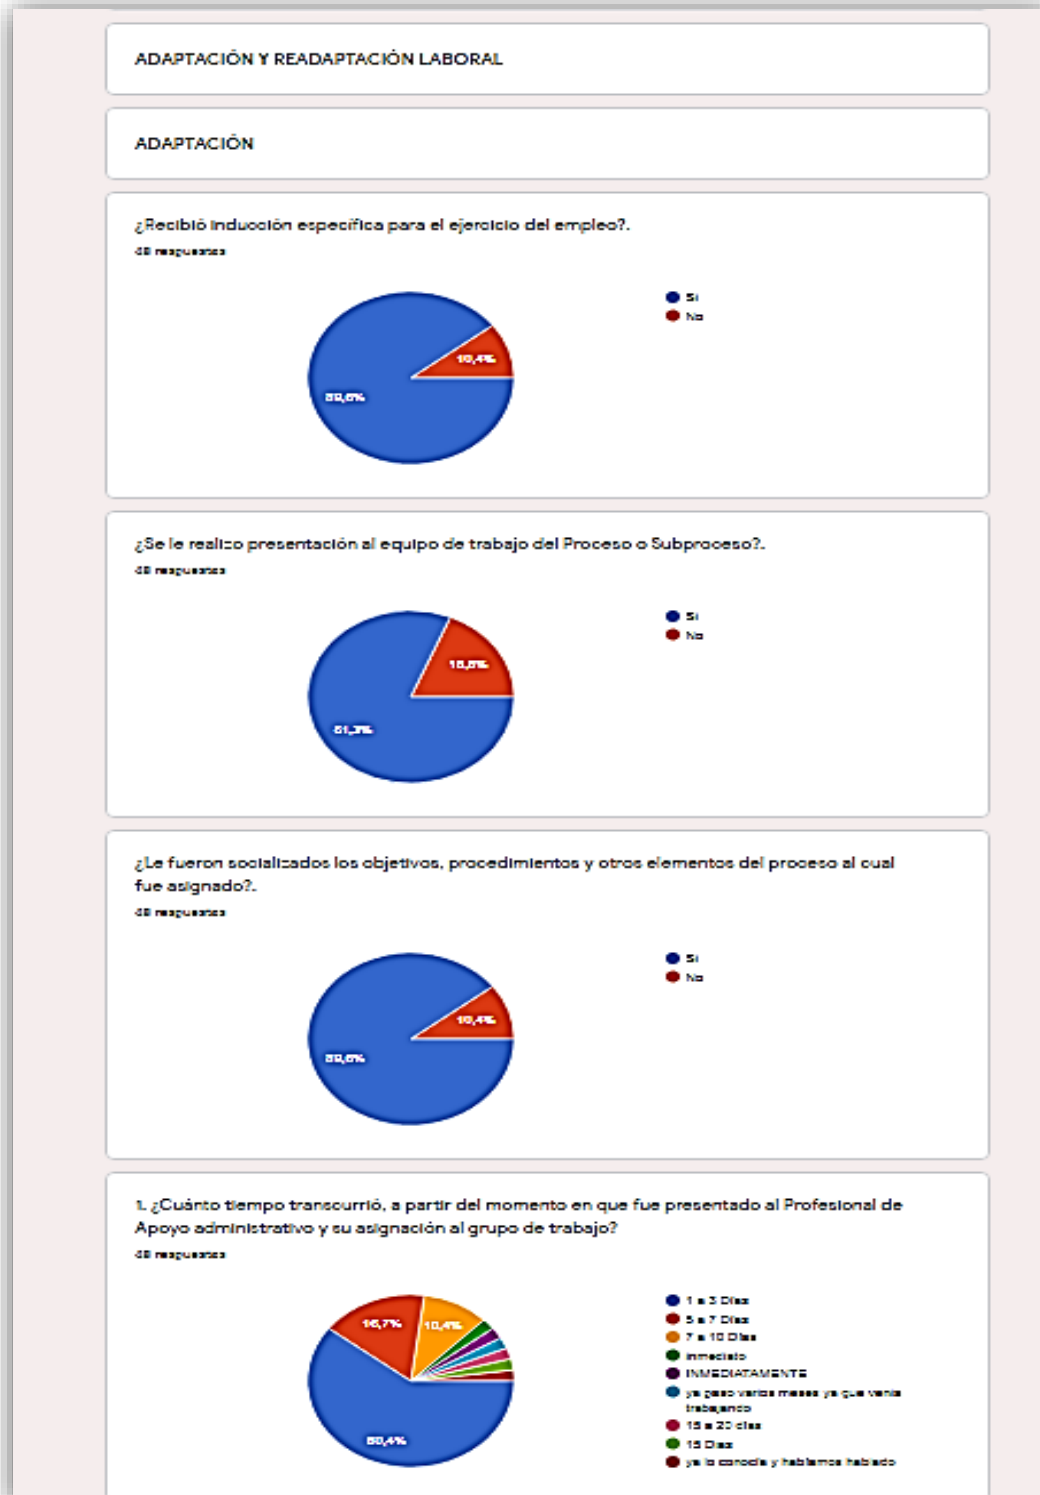 ADAPTACIÓN Y READAPTACIÓN LABORAL
ADAPTACIÓN
¿Recibió inducción específica para el ejercicio del empleo?.
48 respuestas
Sí
No
10,4%
89,6%
¿Se le realizo presentación al equipo de trabajo del Proceso o Subproceso?.
48 respuestas
Sí
No
18,8%
81,3%
¿Le fueron socializados los objetivos, procedimientos y otros elementos del proceso al cual
fue asignado?.
48 respuestas
Sí
No
10,4%
89,6%
1. ¿Cuánto tiempo transcurrió, a partir del momento en que fue presentado al Profesional de
Apoyo administrativo y su asignación al grupo de trabajo?
48 respuestas
16,7%
10,4%
60,4%
1 a 3 Días
5 a 7 Días
7 a 10 Días
inmediato
INMEDIATAMENTE
ya paso varios meses ya que venia
trabajando
15 a 20 dias
15 Dias
ya lo conocía y habíamos hablado